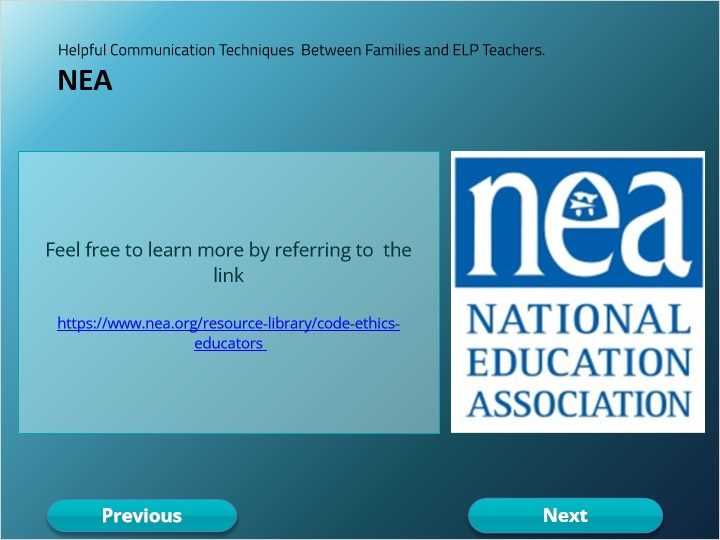 Helpful Communication Techniques  Between Families and ELP Teachers.
NEA
Feel free to learn more by referring to  the
link
https://www.nea.org/resource-library/code-ethics-
educators
nea
NATIONAL
EDUCATION
ASSOCIATION
Previous
Next